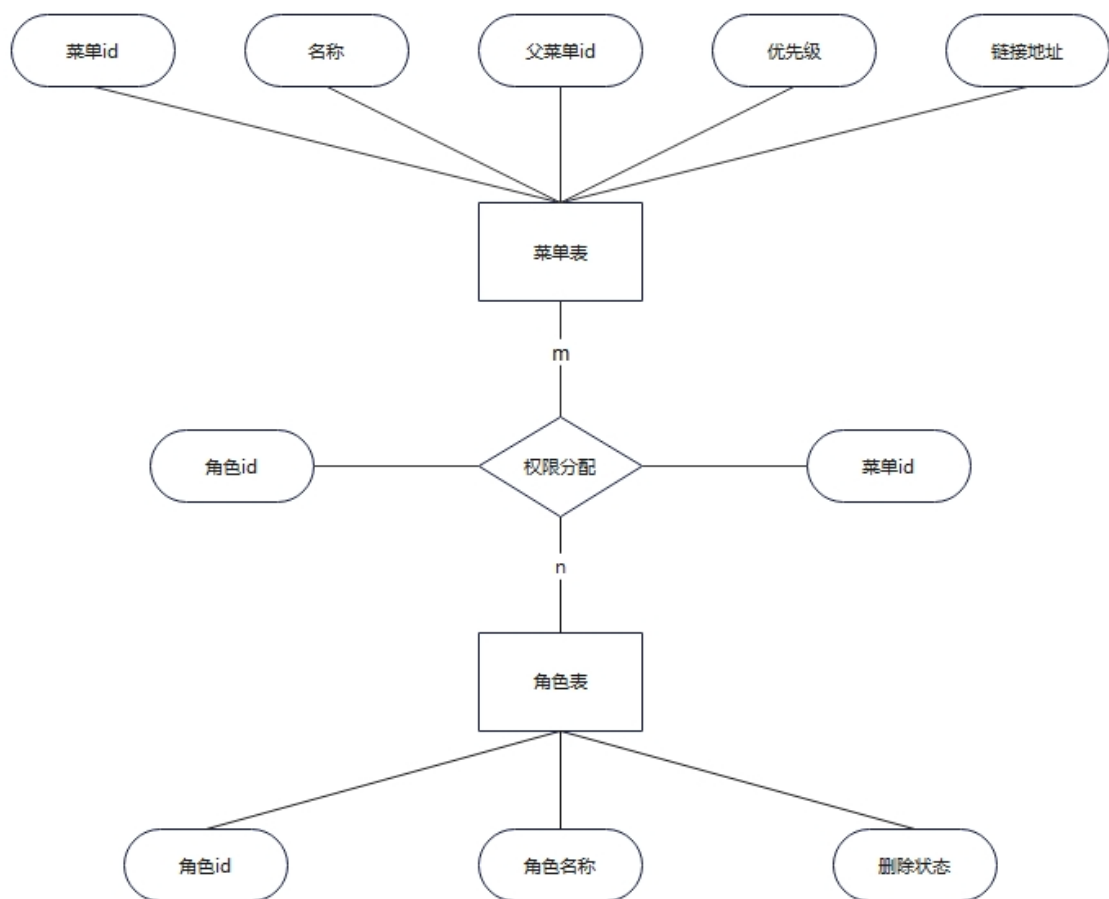 菜单id
名称
父菜单id
优先级
链接地址
菜单表
m
角色id
权限分配
菜单id
n
角色表
角色id
角色名称
删除状态